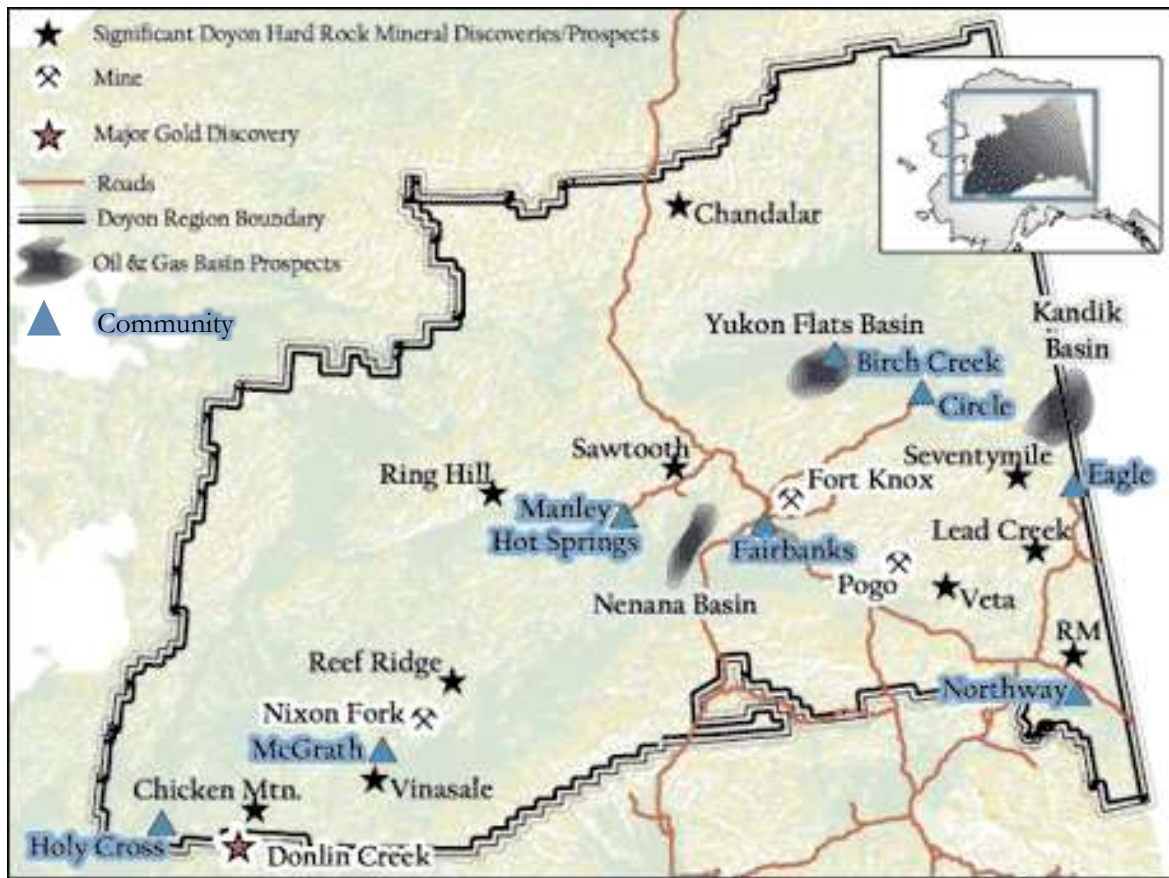 Significant Doyon Hard Rock Mineral Discoveries/Prospects
Mine
Major Gold Discovery
Roads
Doyon Region Boundary
Oil & Gas Basin Prospects
Community
Chandalar
Kandik
Basin
Yukon Flats Basin
Birch Creek
Circle
Sawtooth
Seventymile
Ring Hill
Fort Knox
Eagle
Manley
Hot Springs
Fairbanks
Lead Creek
Pogo
Veta
Nenana Basin
RM
Reef Ridge
Northway
Nixon Fork
McGrath
Vinasale
Chicken Mtn.
Holy Cross
Donlin Creek